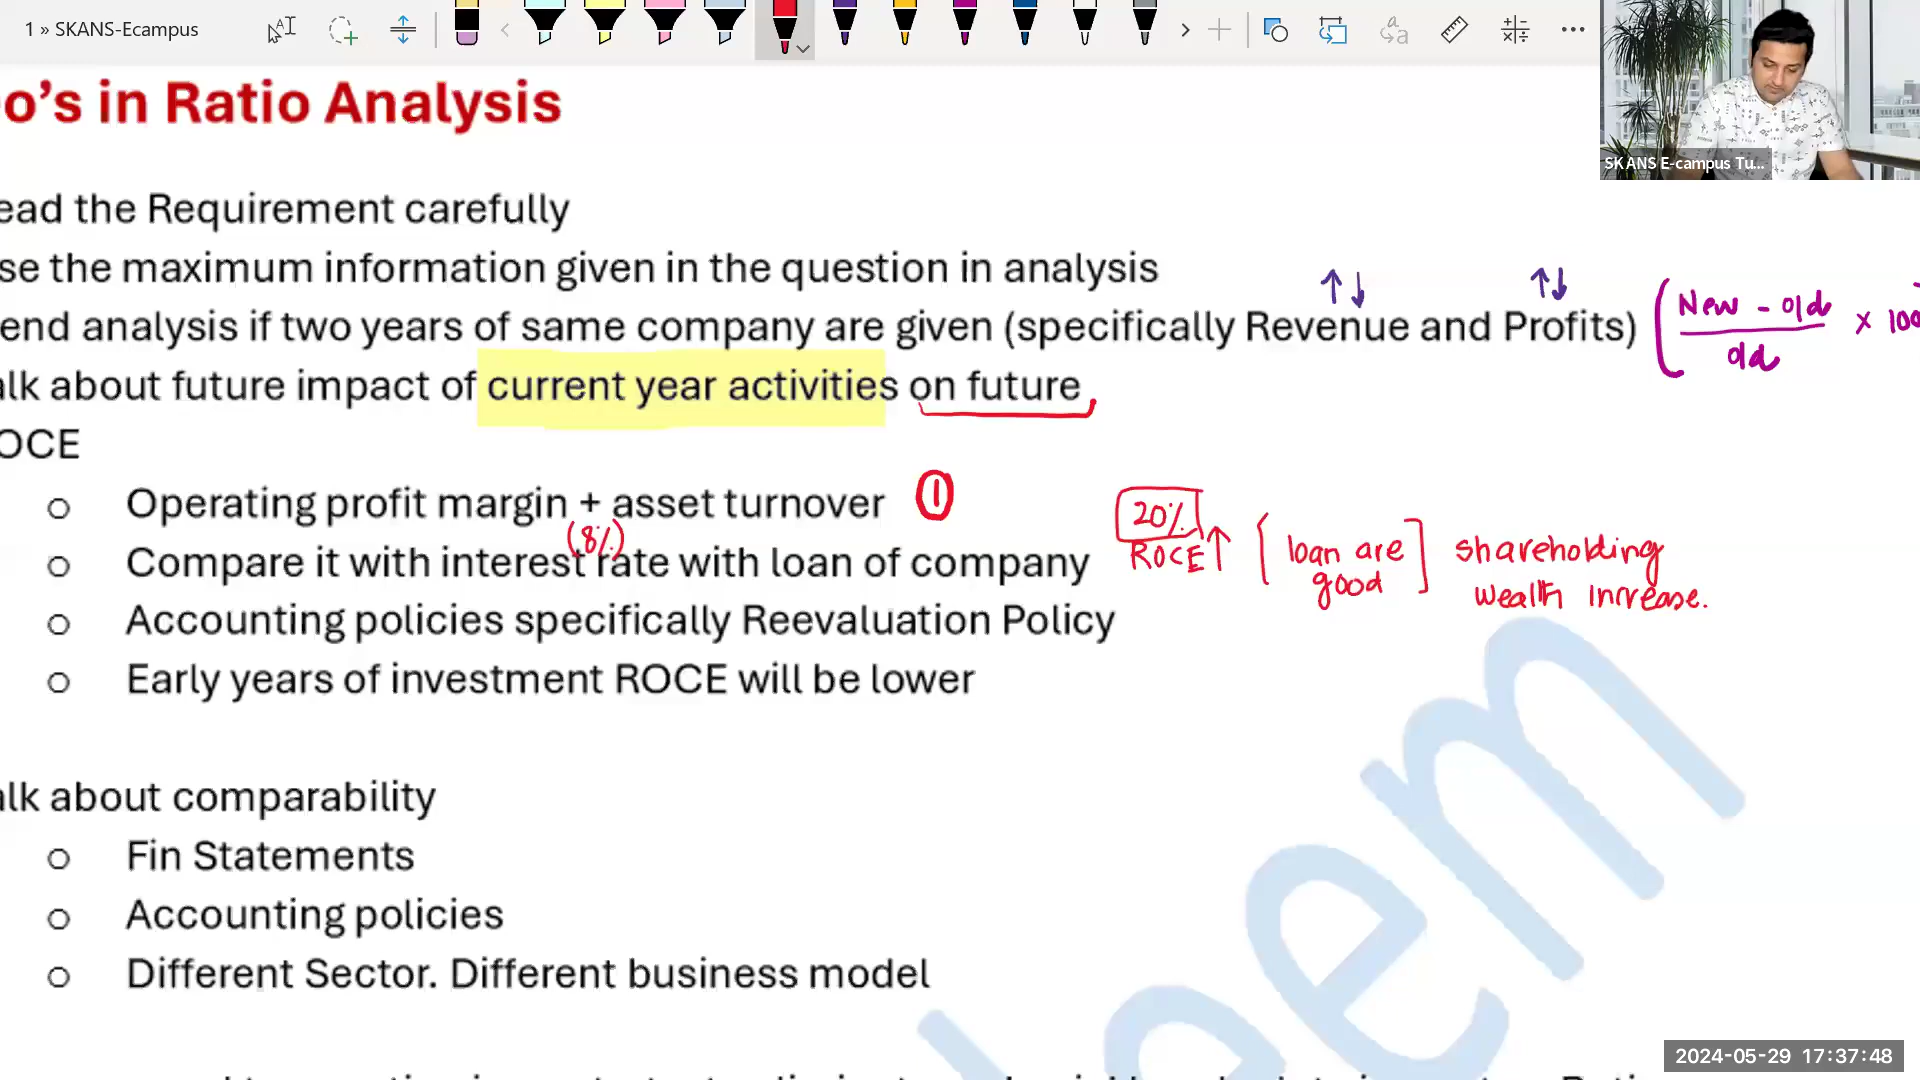 1 » SKANS-Ecampus
o's in Ratio Analysis
SKANS E-campus Tu...
ead the Requirement carefully
se the maximum information given in the question in analysis
end analysis if two years of same company are given (specifically Revenue and Profits) (New - old / old × 100
alk about future impact of current year activities on future
OCE
Operating profit margin + asset turnover ①
(8%)
20%
Compare it with interest rate with loan of company ROCE↑ [loan are good] shareholding wealth increase.
Accounting policies specifically Reevaluation Policy
Early years of investment ROCE will be lower
alk about comparability
Fin Statements
Accounting policies
Different Sector. Different business model
eem
2024-05-29 17:37:48